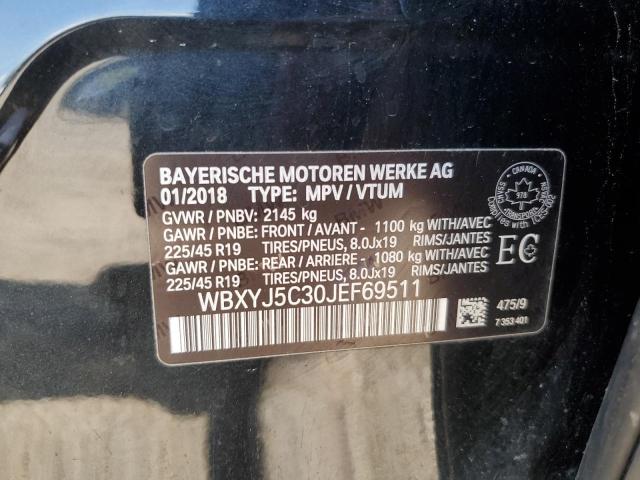 BAYERISCHE MOTOREN WERKE AG
01/2018 TYPE: MPV / VTUM
GVWR / PNBV: 2145 kg
GAWR / PNBE: FRONT / AVANT - 1100 kg WITH/AVEC
225/45 R19 TIRES/PNEUS, 8.0Jx19 RIMS/JANTES
GAWR / PNBE: REAR / ARRIERE - 1080 kg WITH/AVEC
225/45 R19 TIRES/PNEUS, 8.0Jx19 RIMS/JANTES
WBXYJ5C30JEF69511
CANADA
978
TRANSPORT
EC
475/9
7 353 401